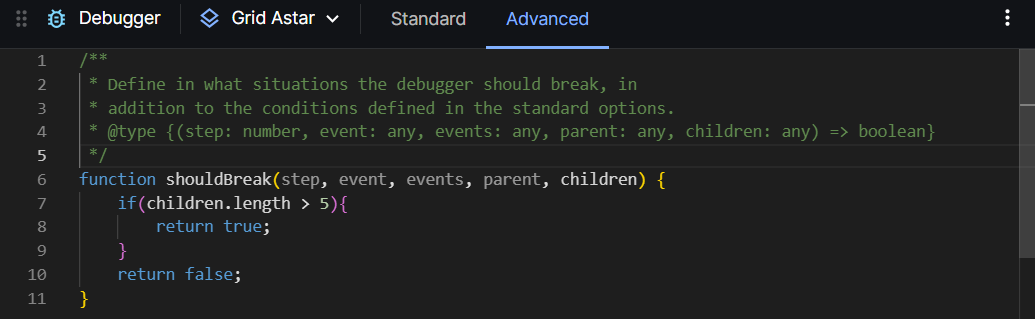 Debugger Grid Astar Standard Advanced
1 /**
2 * Define in what situations the debugger should break, in
3 * addition to the conditions defined in the standard options.
4 * @type {(step: number, event: any, events: any, parent: any, children: any) => boolean}
5 */
6 function shouldBreak(step, event, events, parent, children) {
7 if(children.length > 5){
8 return true;
9 }
10 return false;
11 }